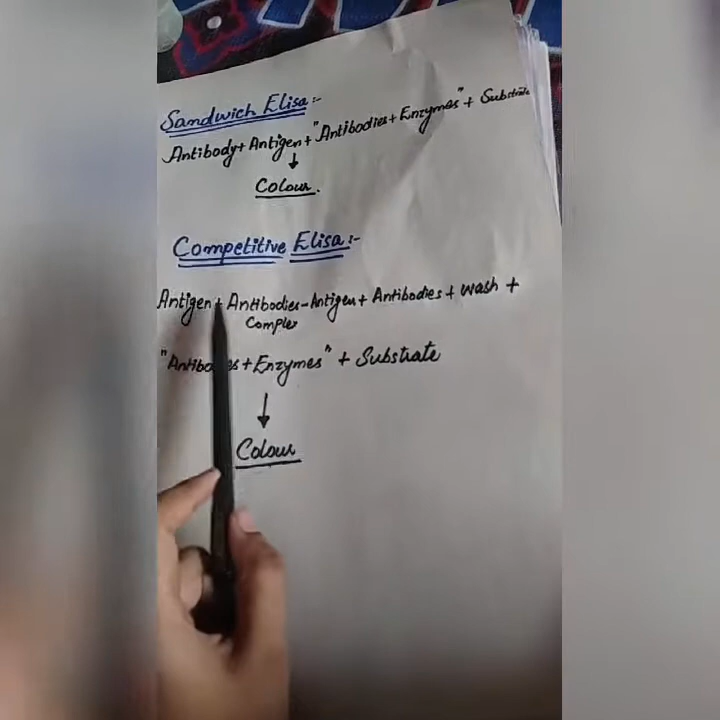 Sandwich Elisa :-
Antibody + Antigen + "Antibodies + Enzymes" + Substrate
↓
Colour.
Competitive Elisa :-
Antigen + Antibodies - Antigen + Antibodies + wash +
Complex
"Antibodies + Enzymes" + Substrate
↓
Colour